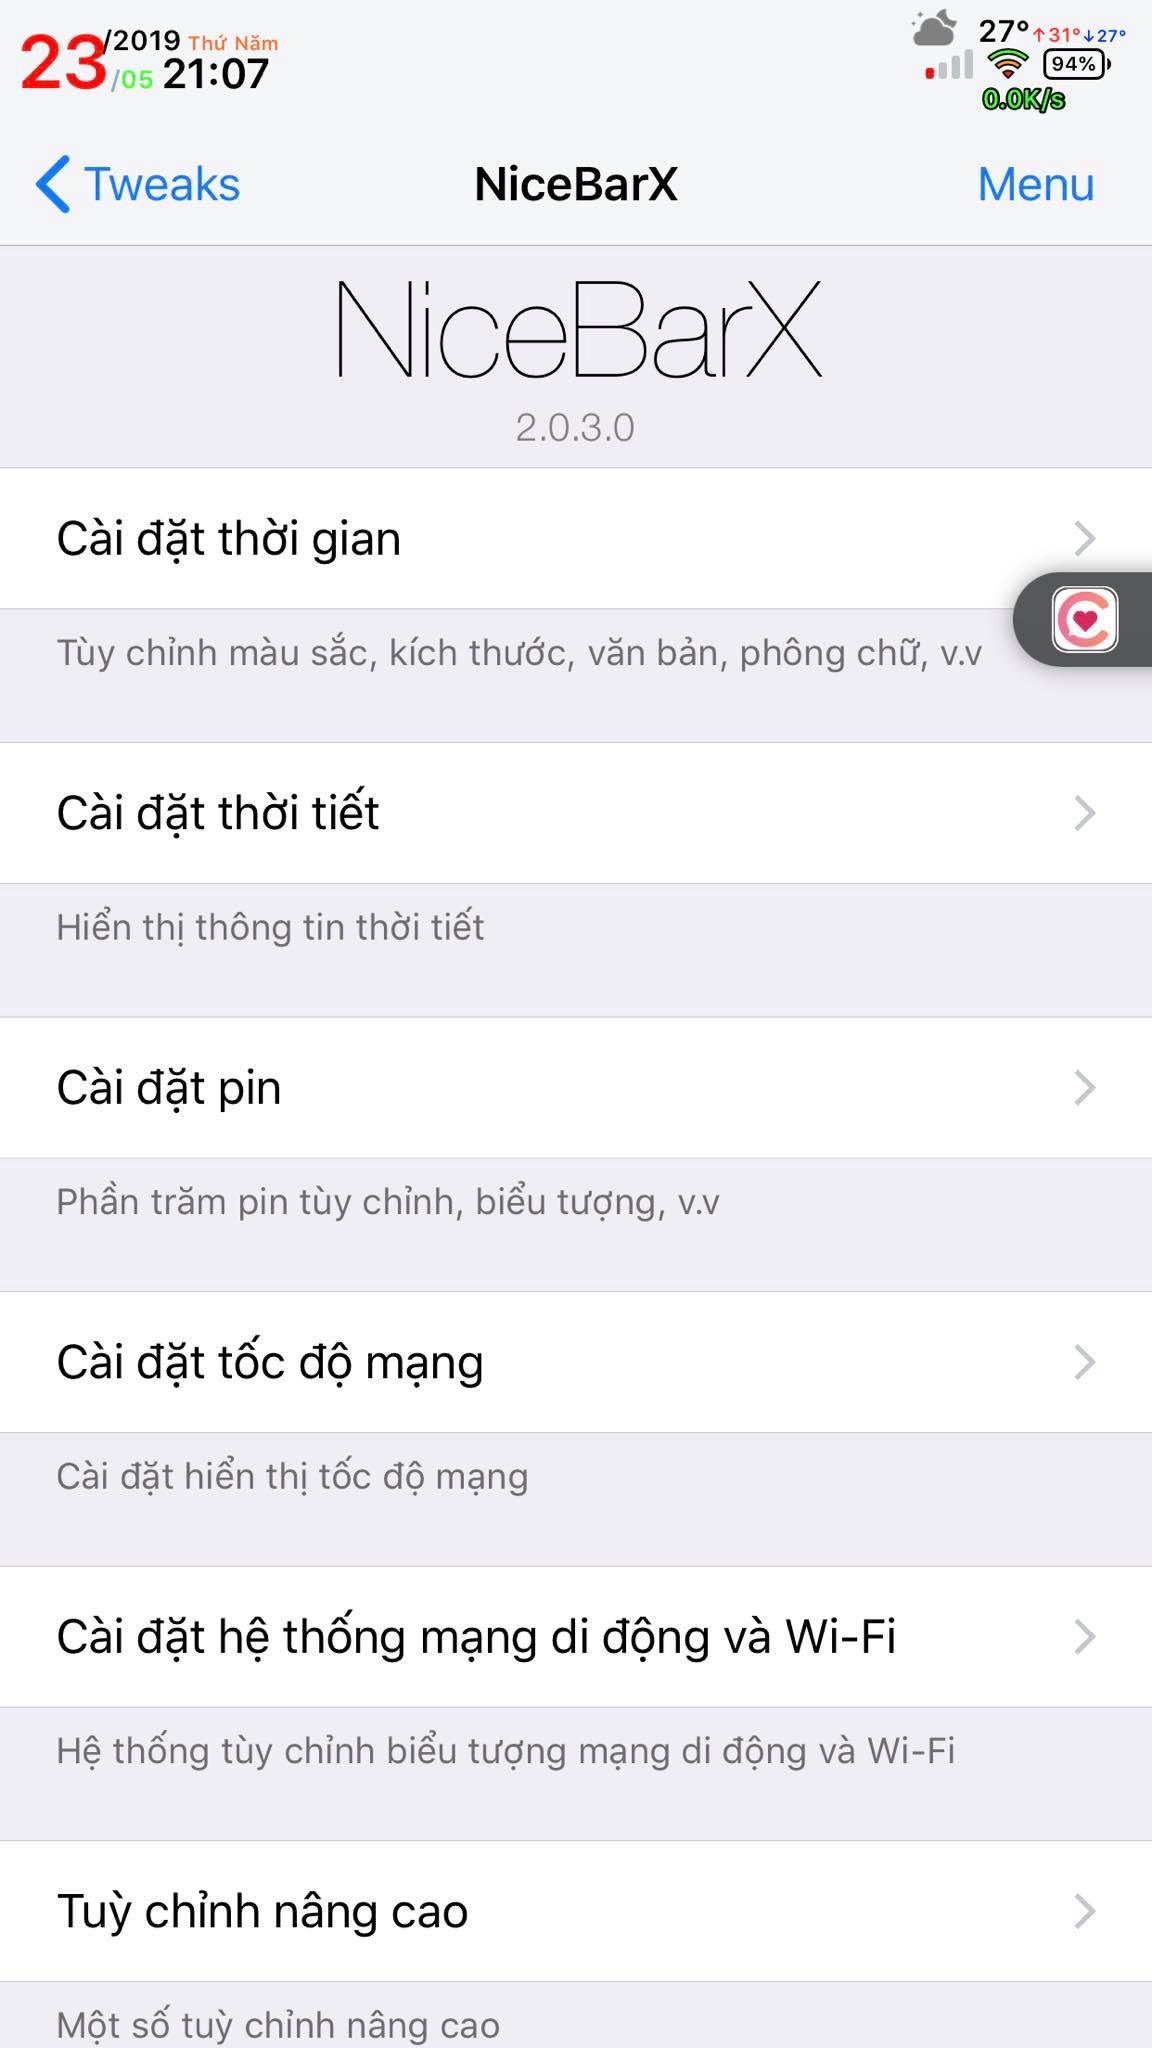 23/05/2019 Thứ Năm
21:07
27° ↑31°↓27°
94%
0.0K/s
Tweaks
NiceBarX
Menu
NiceBarX
2.0.3.0
Cài đặt thời gian
Tùy chỉnh màu sắc, kích thước, văn bản, phông chữ, v.v
Cài đặt thời tiết
Hiển thị thông tin thời tiết
Cài đặt pin
Phần trăm pin tùy chỉnh, biểu tượng, v.v
Cài đặt tốc độ mạng
Cài đặt hiển thị tốc độ mạng
Cài đặt hệ thống mạng di động và Wi-Fi
Hệ thống tùy chỉnh biểu tượng mạng di động và Wi-Fi
Tuỳ chỉnh nâng cao
Một số tuỳ chỉnh nâng cao